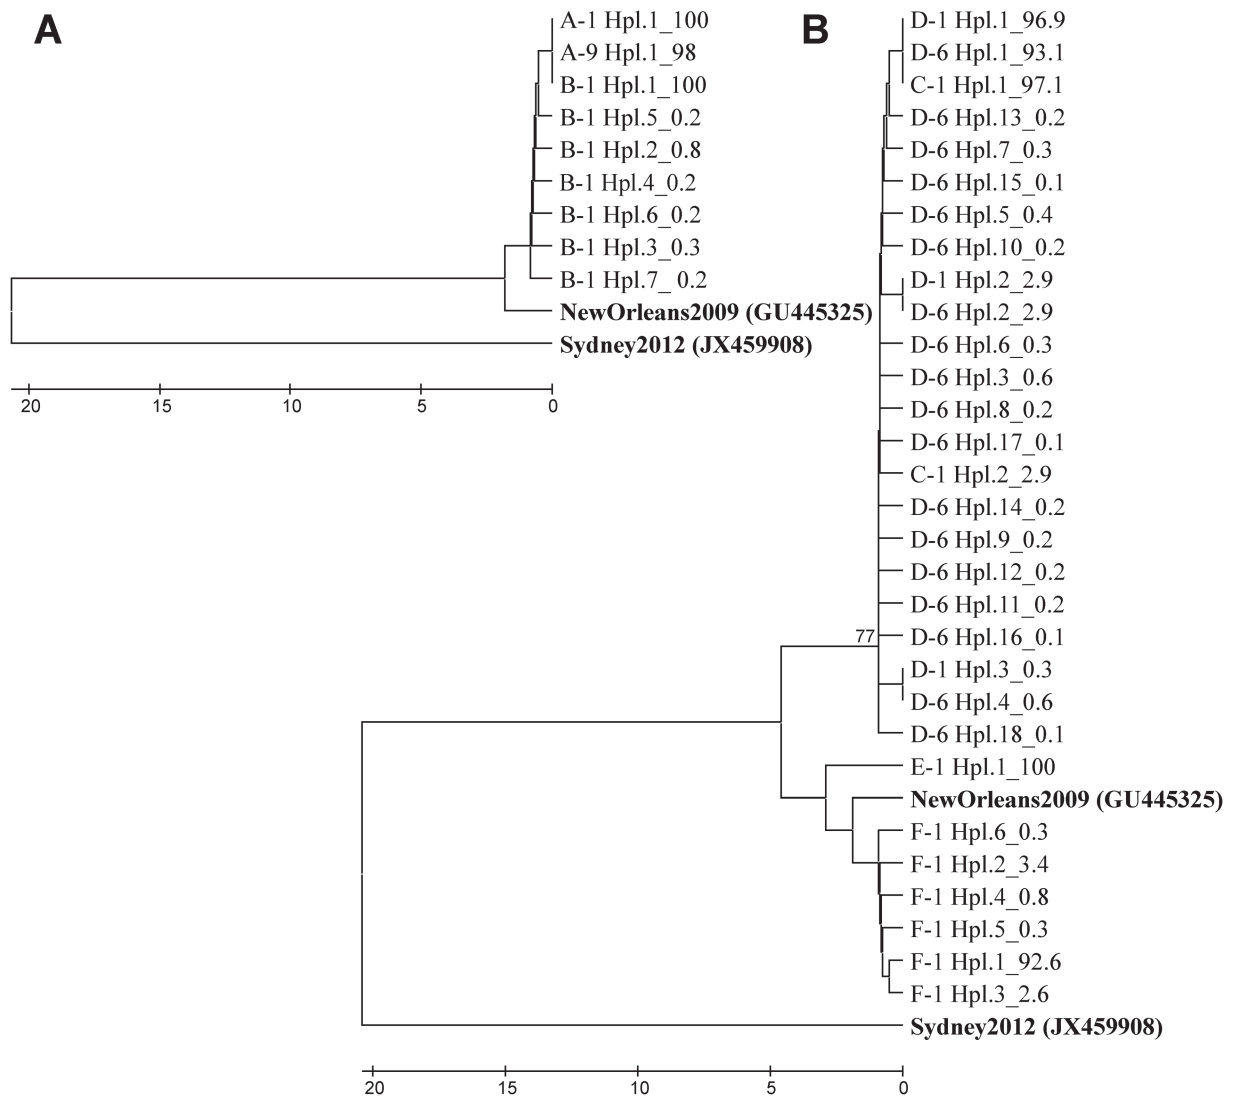 A
A-1 Hpl.1_100
A-9 Hpl.1_98
B-1 Hpl.1_100
B-1 Hpl.5_0.2
B-1 Hpl.2_0.8
B-1 Hpl.4_0.2
B-1 Hpl.6_0.2
B-1 Hpl.3_0.3
B-1 Hpl.7_ 0.2
NewOrleans2009 (GU445325)
Sydney2012 (JX459908)
20 15 10 5 0
B
D-1 Hpl.1_96.9
D-6 Hpl.1_93.1
C-1 Hpl.1_97.1
D-6 Hpl.13_0.2
D-6 Hpl.7_0.3
D-6 Hpl.15_0.1
D-6 Hpl.5_0.4
D-6 Hpl.10_0.2
D-1 Hpl.2_2.9
D-6 Hpl.2_2.9
D-6 Hpl.6_0.3
D-6 Hpl.3_0.6
D-6 Hpl.8_0.2
D-6 Hpl.17_0.1
C-1 Hpl.2_2.9
D-6 Hpl.14_0.2
D-6 Hpl.9_0.2
D-6 Hpl.12_0.2
D-6 Hpl.11_0.2
77
D-6 Hpl.16_0.1
D-1 Hpl.3_0.3
D-6 Hpl.4_0.6
D-6 Hpl.18_0.1
E-1 Hpl.1_100
NewOrleans2009 (GU445325)
F-1 Hpl.6_0.3
F-1 Hpl.2_3.4
F-1 Hpl.4_0.8
F-1 Hpl.5_0.3
F-1 Hpl.1_92.6
F-1 Hpl.3_2.6
Sydney2012 (JX459908)
20 15 10 5 0